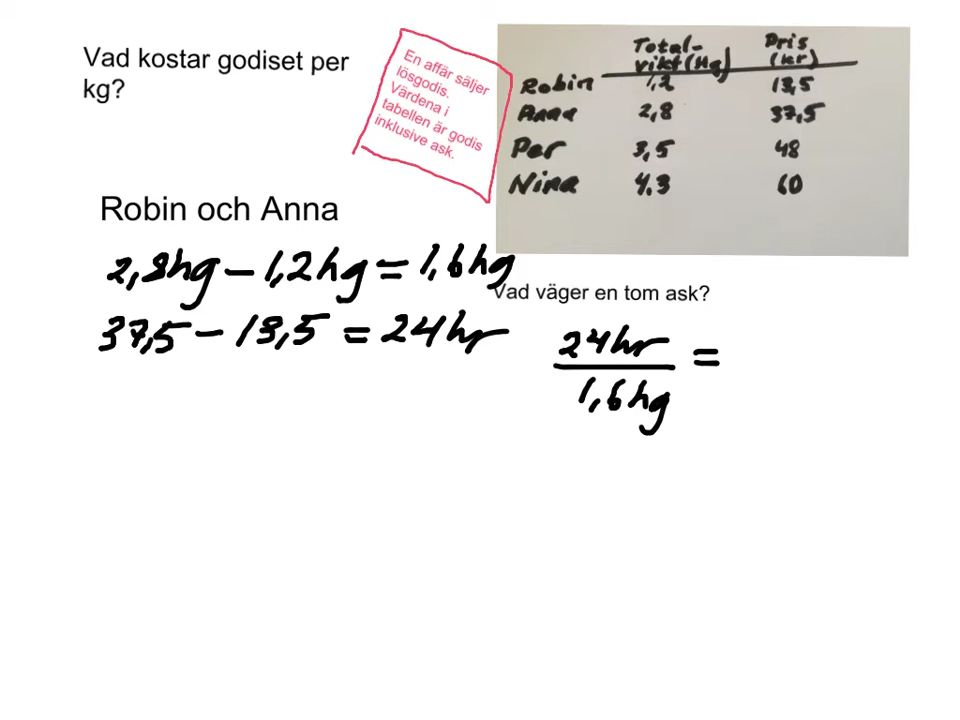 Vad kostar godiset per
kg?
En affär säljer
lösgodis.
Värdena i
tabellen är godis
inklusive ask.
Total- Pris
vikt(Hg) (kr)
Robin 1,2 13,5
Anna 2,8 37,5
Per 3,5 48
Nina 4.3 60
Robin och Anna
2,8hg - 1,2hg = 1,6hg
37,5 - 13,5 = 24kr
Vad väger en tom ask?
24kr
1,6hg
=